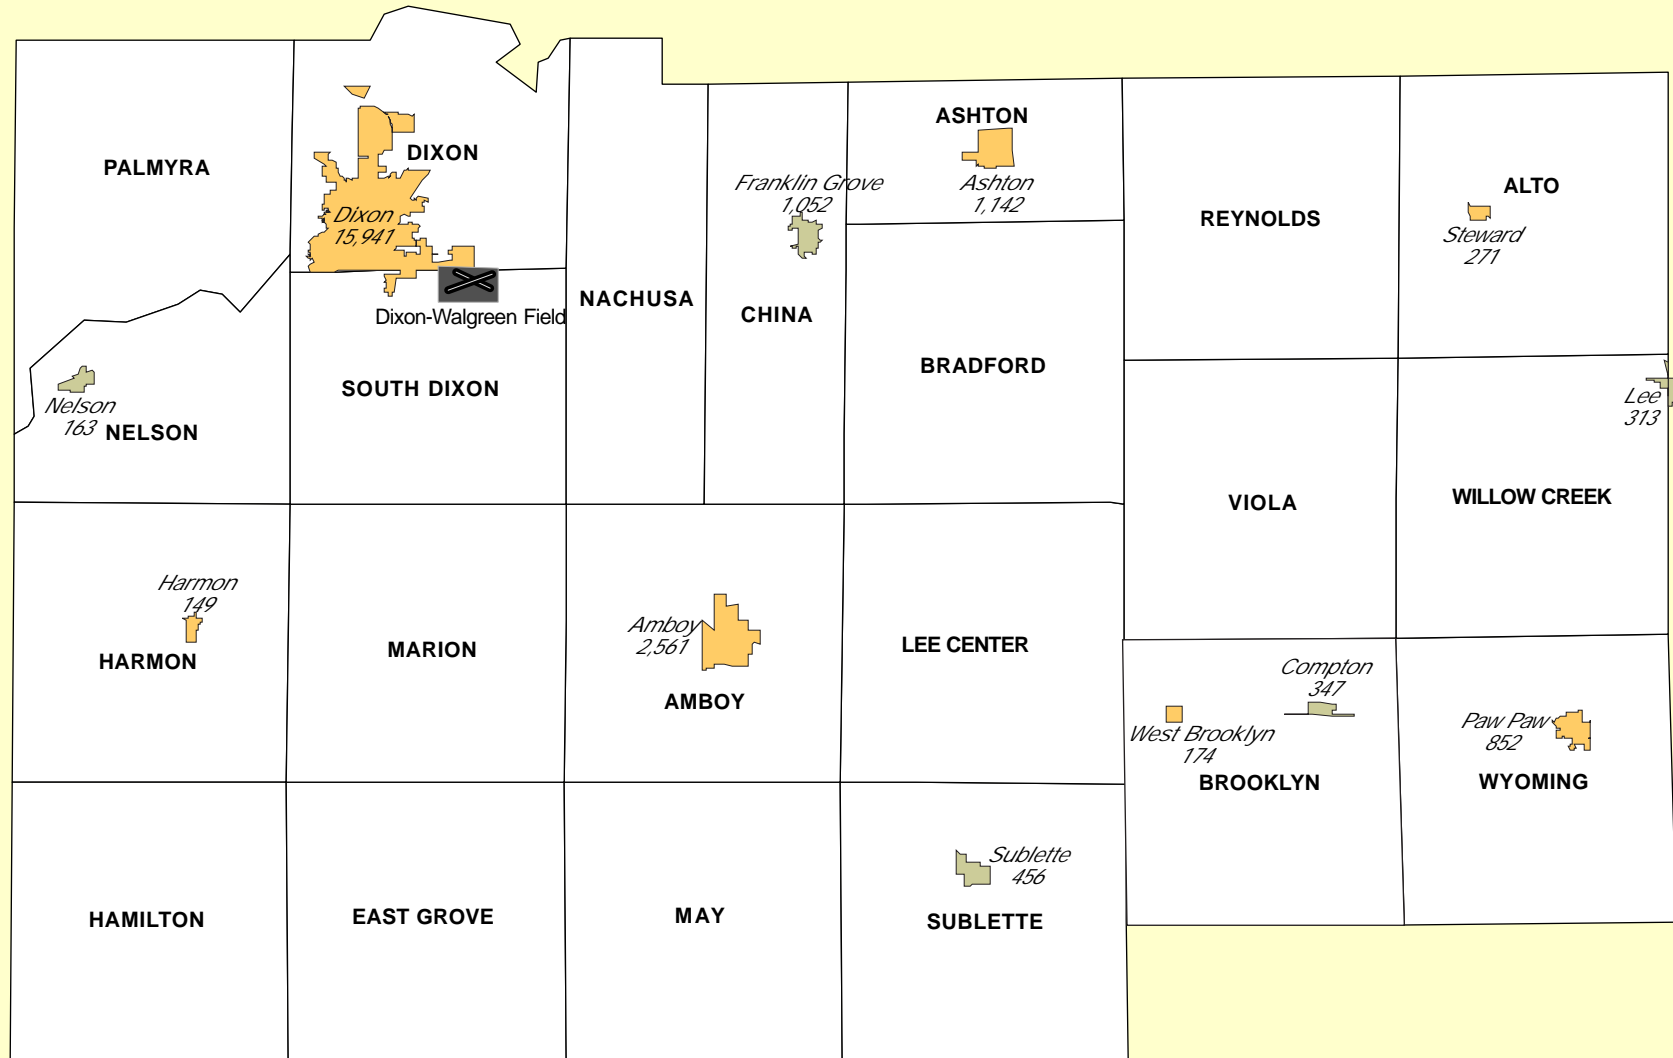 PALMYRA
DIXON
Dixon
15,941
Dixon-Walgreen Field
ASHTON
Ashton
1,142
Franklin Grove
1,052
REYNOLDS
ALTO
Steward
271
NACHUSA
CHINA
BRADFORD
SOUTH DIXON
Nelson
163
NELSON
Lee
313
VIOLA
WILLOW CREEK
Harmon
149
HARMON
MARION
Amboy
2,561
AMBOY
LEE CENTER
Compton
347
West Brooklyn
174
BROOKLYN
Paw Paw
852
WYOMING
HAMILTON
EAST GROVE
MAY
Sublette
456
SUBLETTE